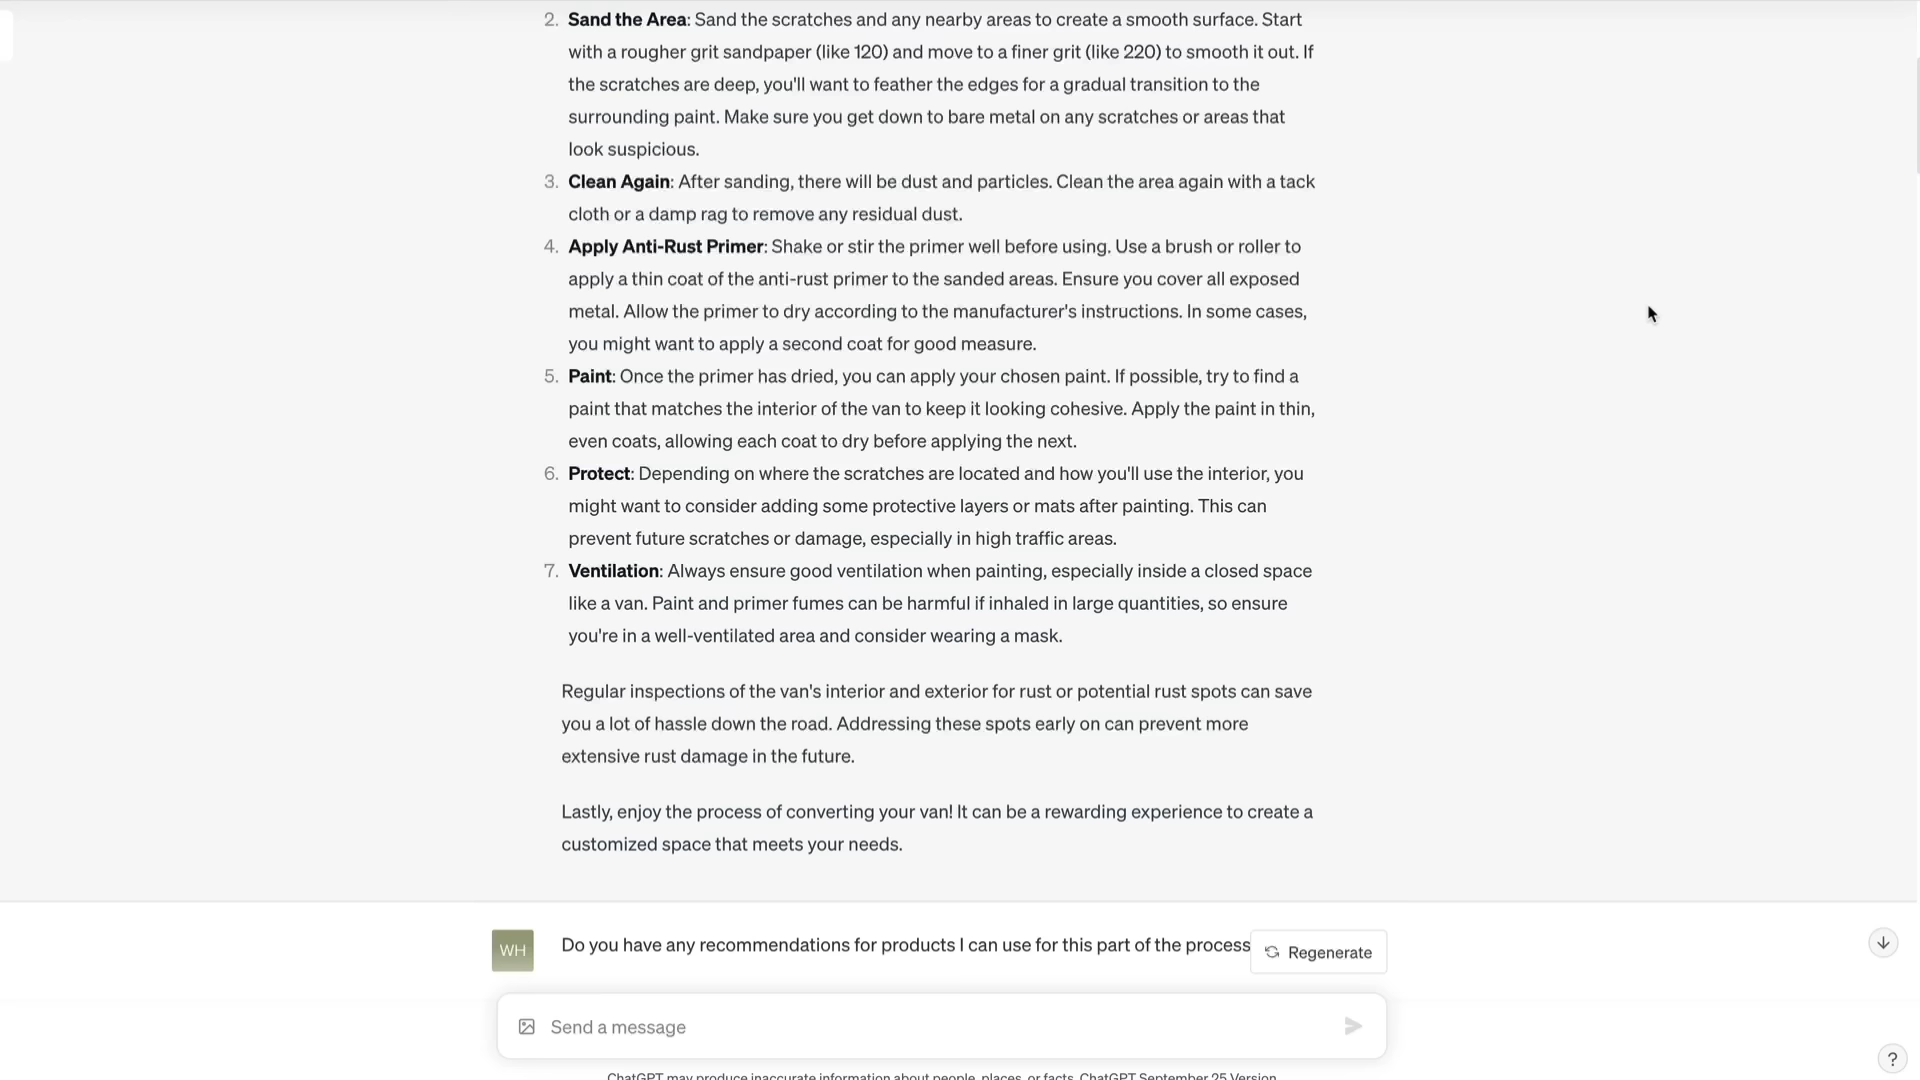 2. Sand the Area: Sand the scratches and any nearby areas to create a smooth surface. Start
with a rougher grit sandpaper (like 120) and move to a finer grit (like 220) to smooth it out. If
the scratches are deep, you'll want to feather the edges for a gradual transition to the
surrounding paint. Make sure you get down to bare metal on any scratches or areas that
look suspicious.
3. Clean Again: After sanding, there will be dust and particles. Clean the area again with a tack
cloth or a damp rag to remove any residual dust.
4. Apply Anti-Rust Primer: Shake or stir the primer well before using. Use a brush or roller to
apply a thin coat of the anti-rust primer to the sanded areas. Ensure you cover all exposed
metal. Allow the primer to dry according to the manufacturer's instructions. In some cases,
you might want to apply a second coat for good measure.
5. Paint: Once the primer has dried, you can apply your chosen paint. If possible, try to find a
paint that matches the interior of the van to keep it looking cohesive. Apply the paint in thin,
even coats, allowing each coat to dry before applying the next.
6. Protect: Depending on where the scratches are located and how you'll use the interior, you
might want to consider adding some protective layers or mats after painting. This can
prevent future scratches or damage, especially in high traffic areas.
7. Ventilation: Always ensure good ventilation when painting, especially inside a closed space
like a van. Paint and primer fumes can be harmful if inhaled in large quantities, so ensure
you're in a well-ventilated area and consider wearing a mask.
Regular inspections of the van's interior and exterior for rust or potential rust spots can save
you a lot of hassle down the road. Addressing these spots early on can prevent more
extensive rust damage in the future.
Lastly, enjoy the process of converting your van! It can be a rewarding experience to create a
customized space that meets your needs.
WH Do you have any recommendations for products I can use for this part of the process
Regenerate
Send a message
ChatGPT may produce inaccurate information about people, places, or facts. ChatGPT September 25 Version
?